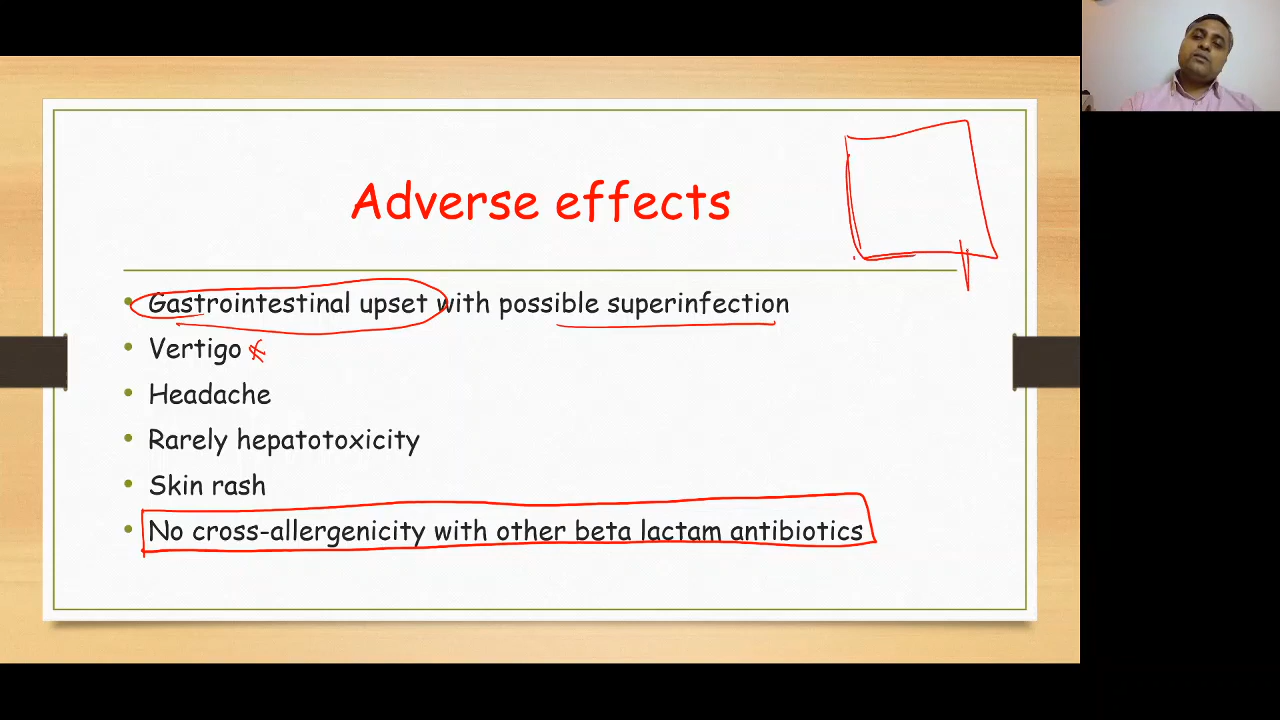 Adverse effects
• Gastrointestinal upset with possible superinfection
• Vertigo
• Headache
• Rarely hepatotoxicity
• Skin rash
• No cross-allergenicity with other beta lactam antibiotics